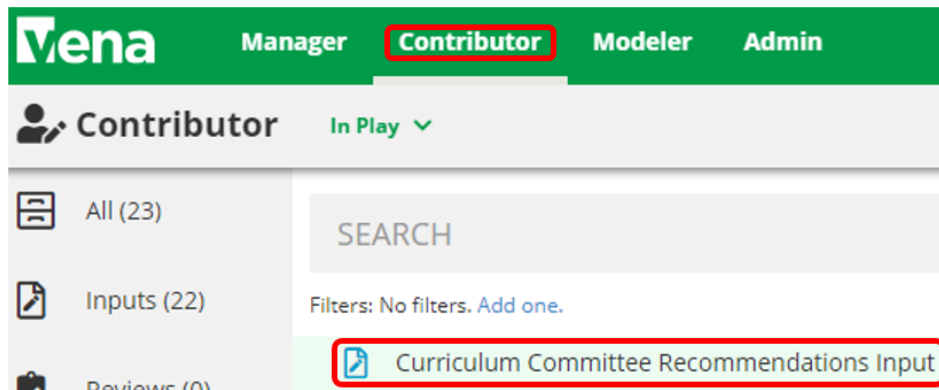 Vena Manager Contributor Modeler Admin
Contributor In Play
All (23)
SEARCH
Inputs (22)
Filters: No filters. Add one.
Curriculum Committee Recommendations Input
Reviews (0)